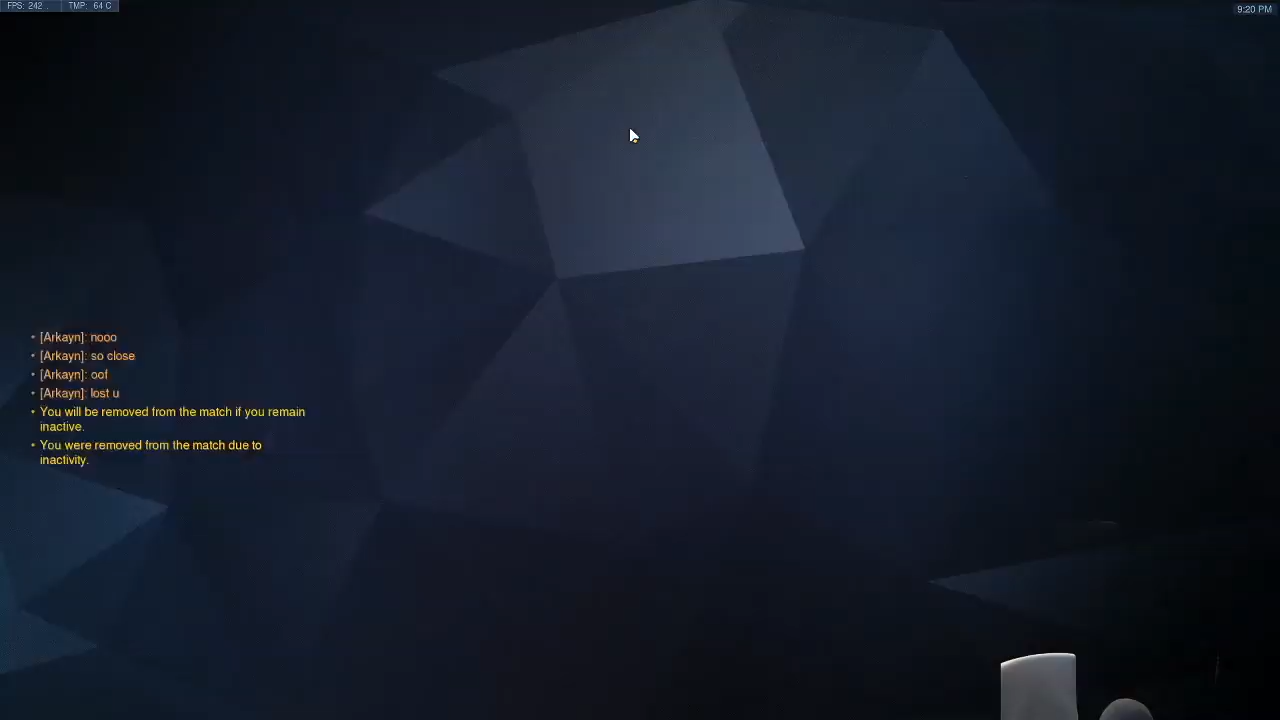 FPS: 242 . TMP: 64 C 9:20 PM
[Arkayn]: nooo
[Arkayn]: so close
[Arkayn]: oof
[Arkayn]: lost u
You will be removed from the match if you remain
inactive.
You were removed from the match due to
inactivity.